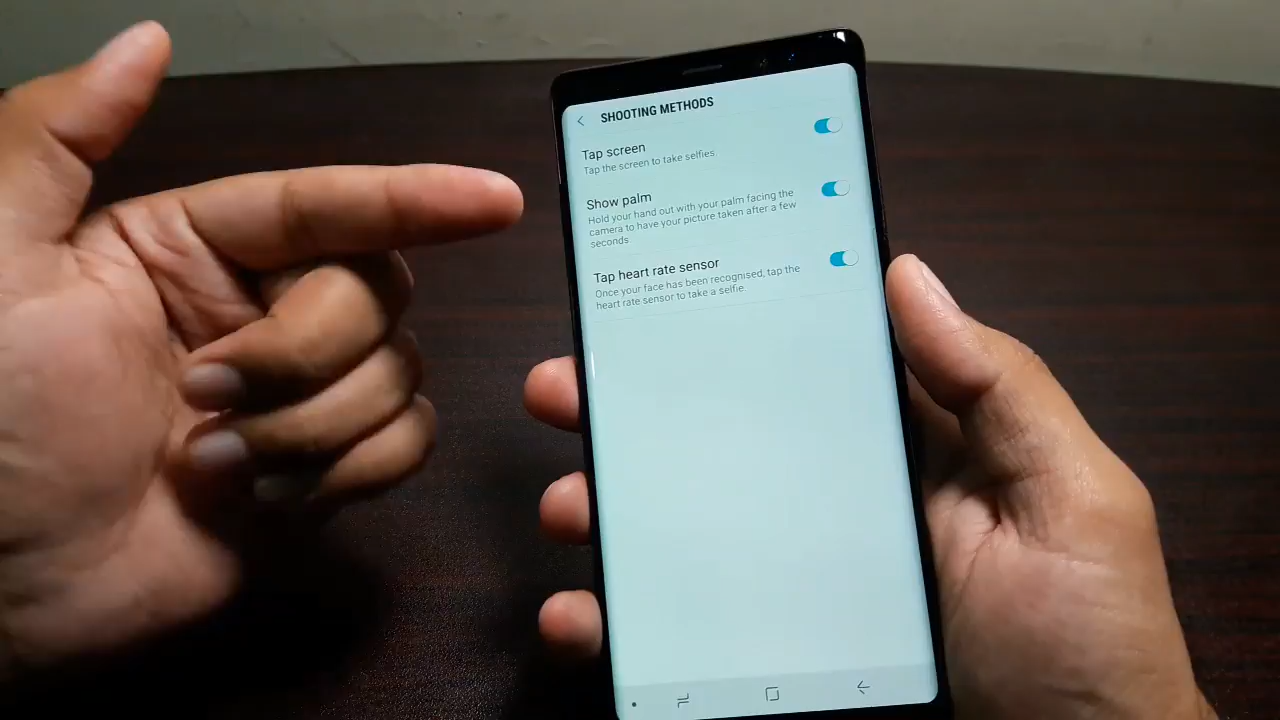 SHOOTING METHODS
Tap screen
Tap the screen to take selfies
Show palm
Hold your hand out with your palm facing the
camera to have your picture taken after a few
seconds
Tap heart rate sensor
Once your face has been recognised, tap the
heart rate sensor to take a selfie.